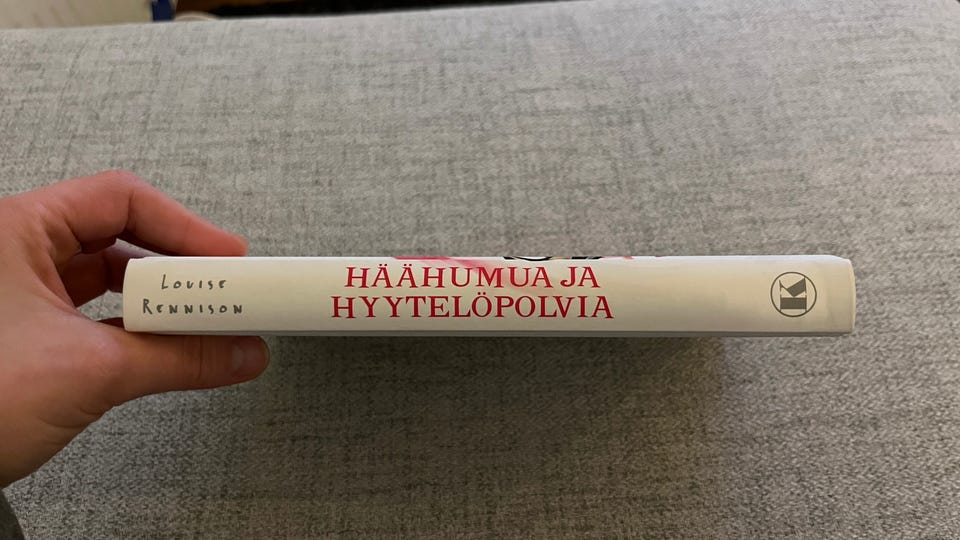 LOUISE
RENNISON
HÄÄHUMUA JA
HYYTELÖPOLVIA
K